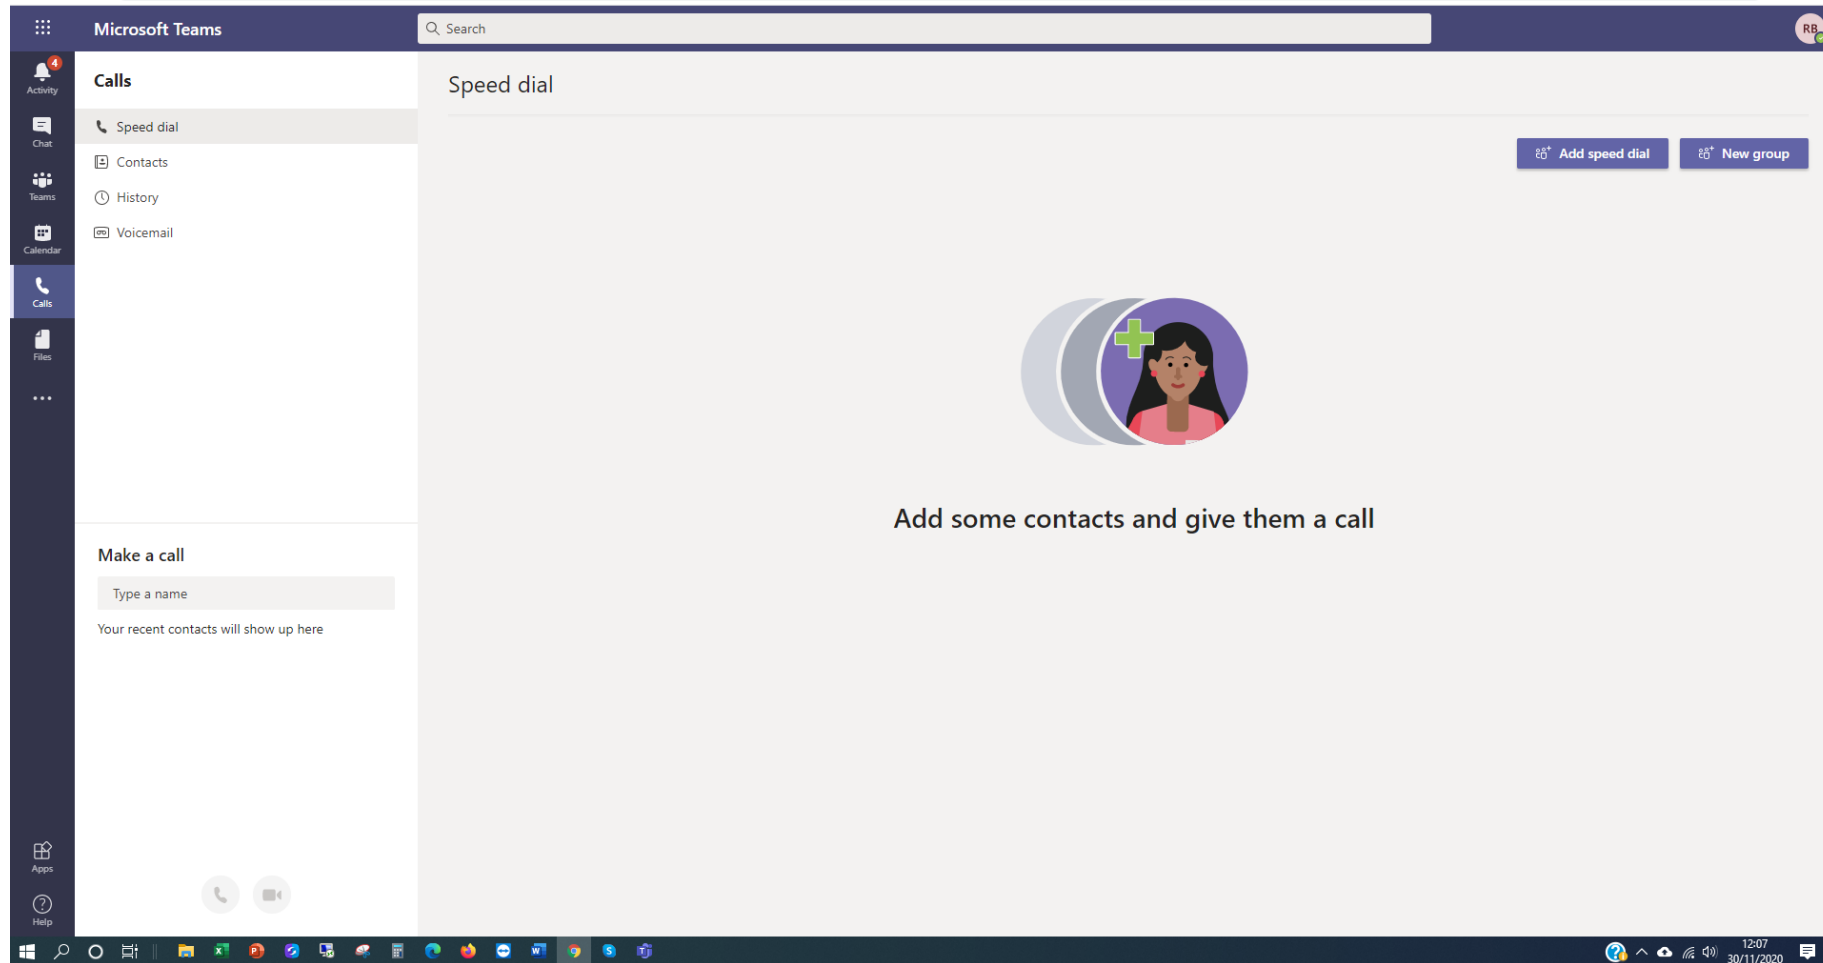 Microsoft Teams
Search
RB
4
Activity
Chat
Teams
Calendar
Calls
Files
Apps
Help
Calls
Speed dial
Contacts
History
Voicemail
Make a call
Type a name
Your recent contacts will show up here
Speed dial
Add speed dial
New group
Add some contacts and give them a call
12:07
30/11/2020